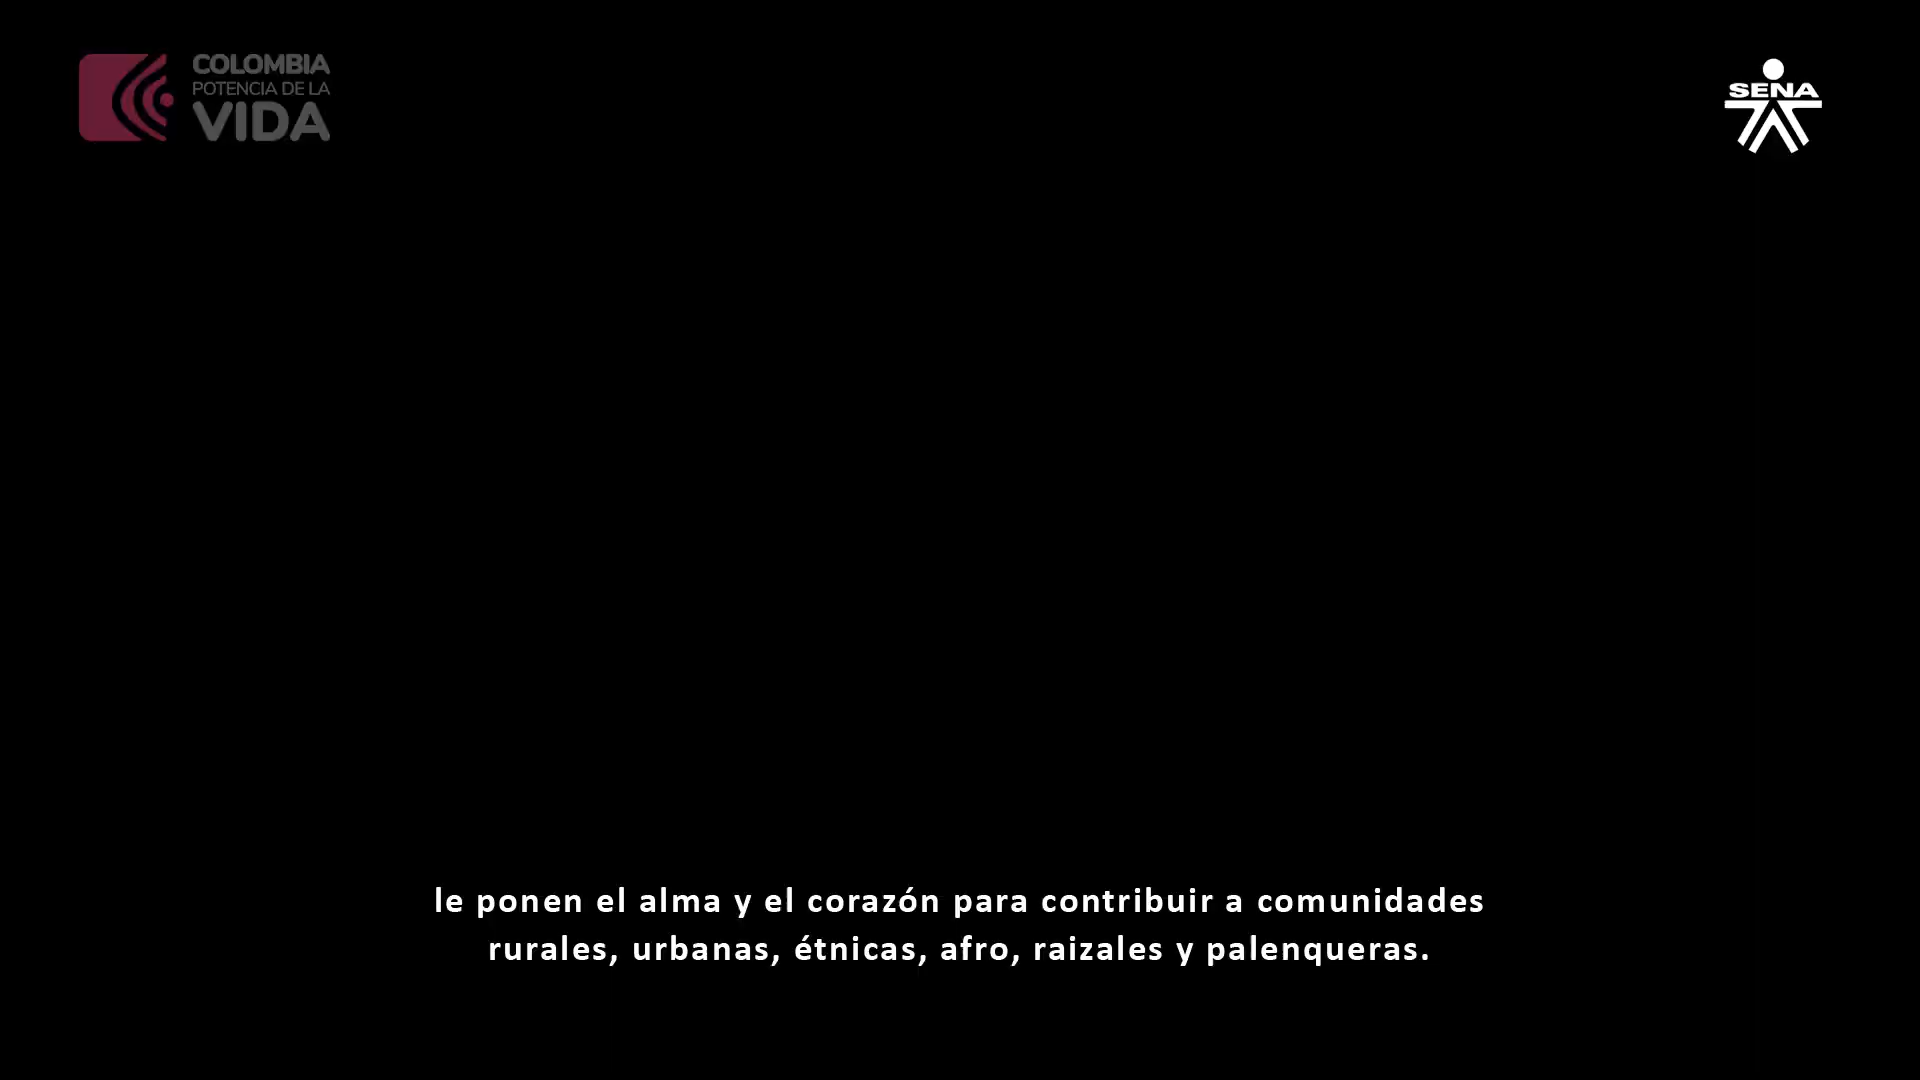 COLOMBIA
POTENCIA DE LA
VIDA
SENA
le ponen el alma y el corazón para contribuir a comunidades
rurales, urbanas, étnicas, afro, raizales y palenqueras.